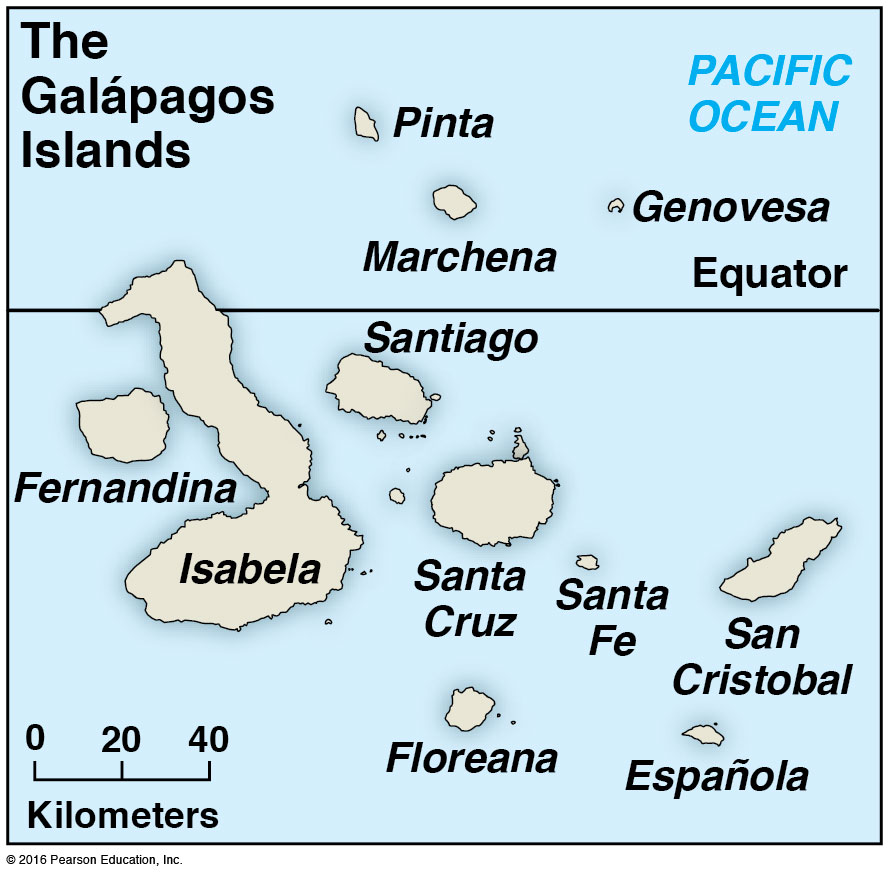 The
Galápagos
Islands
PACIFIC
OCEAN
Pinta
Genovesa
Marchena
Equator
Santiago
Fernandina
Isabela
Santa
Cruz
Santa
Fe
San
Cristobal
Floreana
Española
0 20 40
Kilometers
© 2016 Pearson Education, Inc.